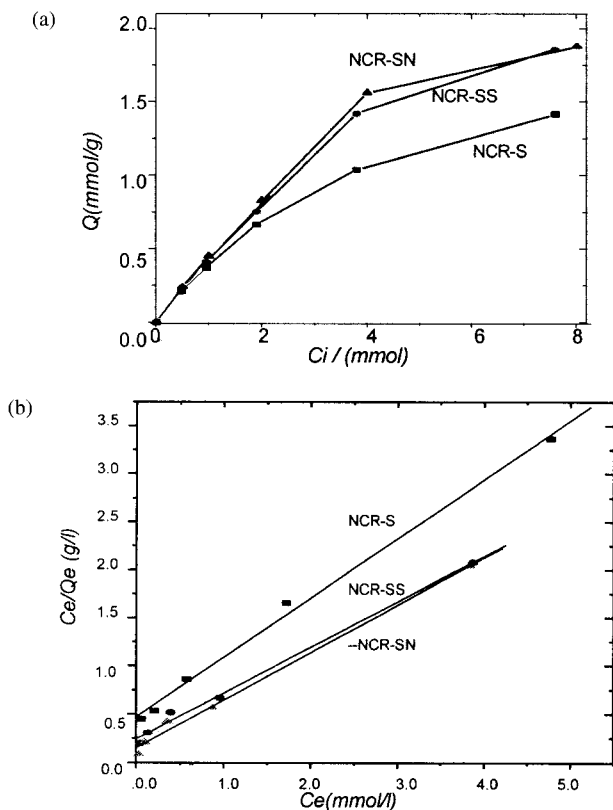 (a)
2.0
1.5
1.0
0.5
0.0
Q(mmol/g)
NCR-SN
NCR-SS
NCR-S
0
2
4
6
8
Ci / (mmol)
(b)
3.5
3.0
2.5
2.0
1.5
1.0
0.5
Ce/Qe (g/l)
NCR-S
NCR-SS
--NCR-SN
.0.0
1.0
2.0
3.0
4.0
5.0
Ce(mmol/l)